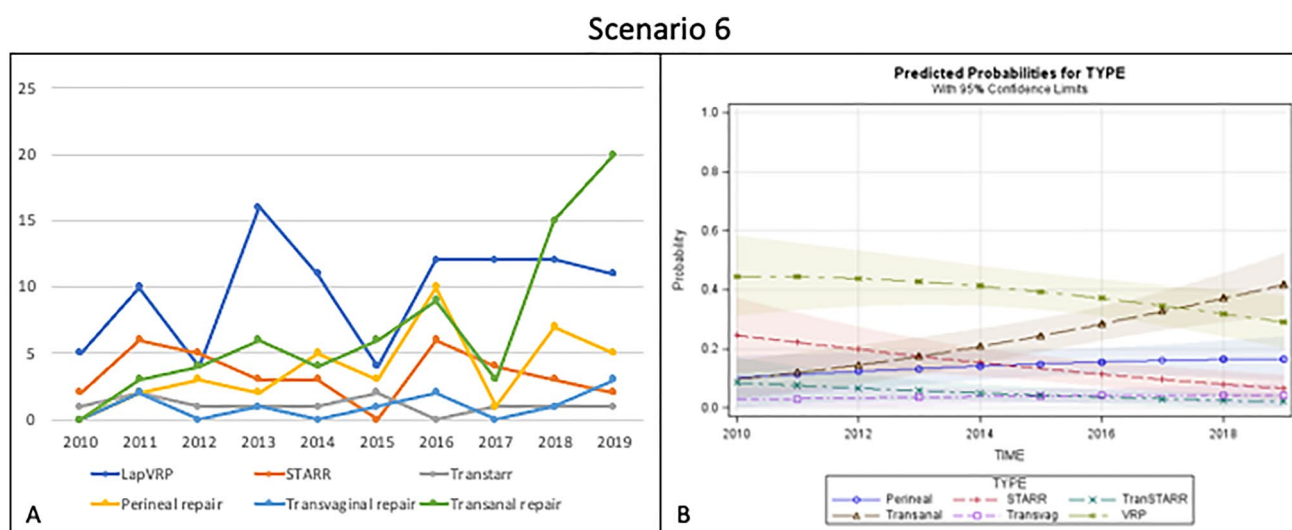 Scenario 6
25
20
15
10
5
0
2010 2011 2012 2013 2014 2015 2016 2017 2018 2019
LapVRP STARR Transtarr
Perineal repair Transvaginal repair Transanal repair
A
Predicted Probabilities for TYPE
With 95% Confidence Limits
Probability
1.0
0.8
0.6
0.4
0.2
0.0
2010 2012 2014 2016 2018
TIME
TYPE
Perineal STARR TranSTARR
Transanal Transvag VRP
B